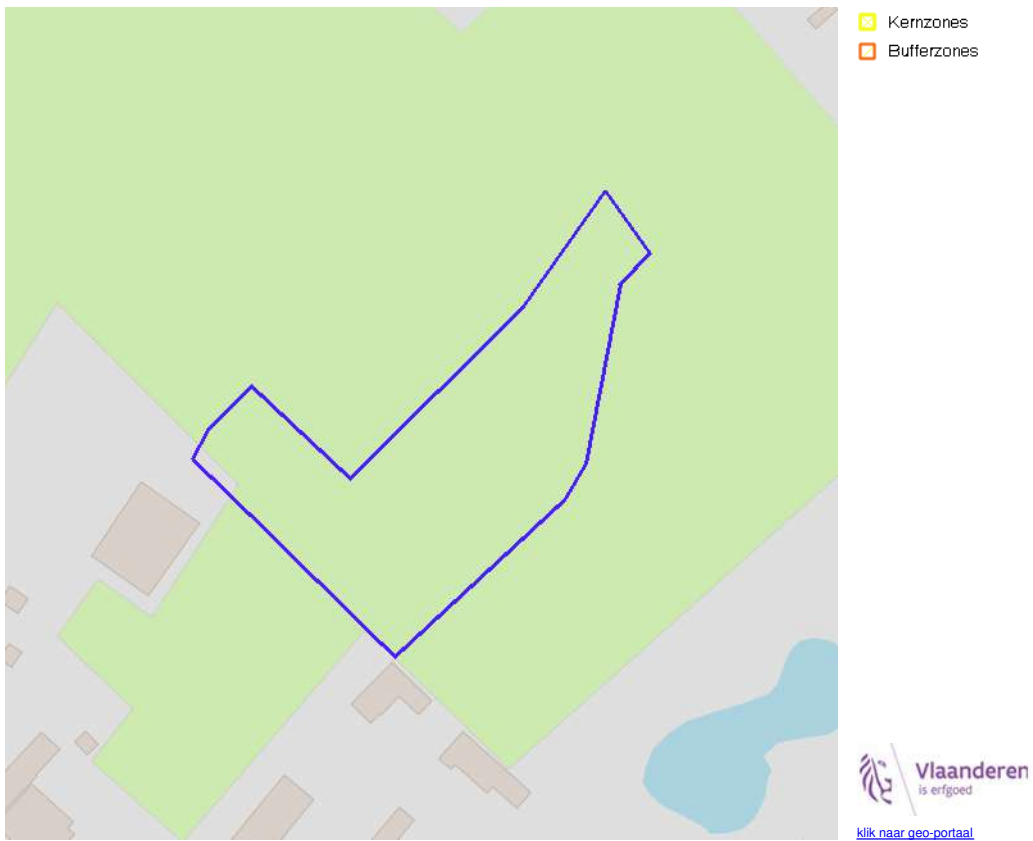 Kernzones
Bufferzones
Vlaanderen
is erfgoed
klik naar geo-portaal